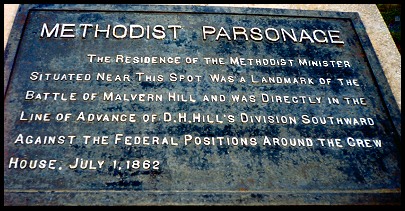 METHODIST PARSONAGE
THE RESIDENCE OF THE METHODIST MINISTER
SITUATED NEAR THIS SPOT WAS A LANDMARK OF THE
BATTLE OF MALVERN HILL AND WAS DIRECTLY IN THE
LINE OF ADVANCE OF D.H. HILL'S DIVISION SOUTHWARD
AGAINST THE FEDERAL POSITIONS AROUND THE CREW
HOUSE. JULY 1, 1862